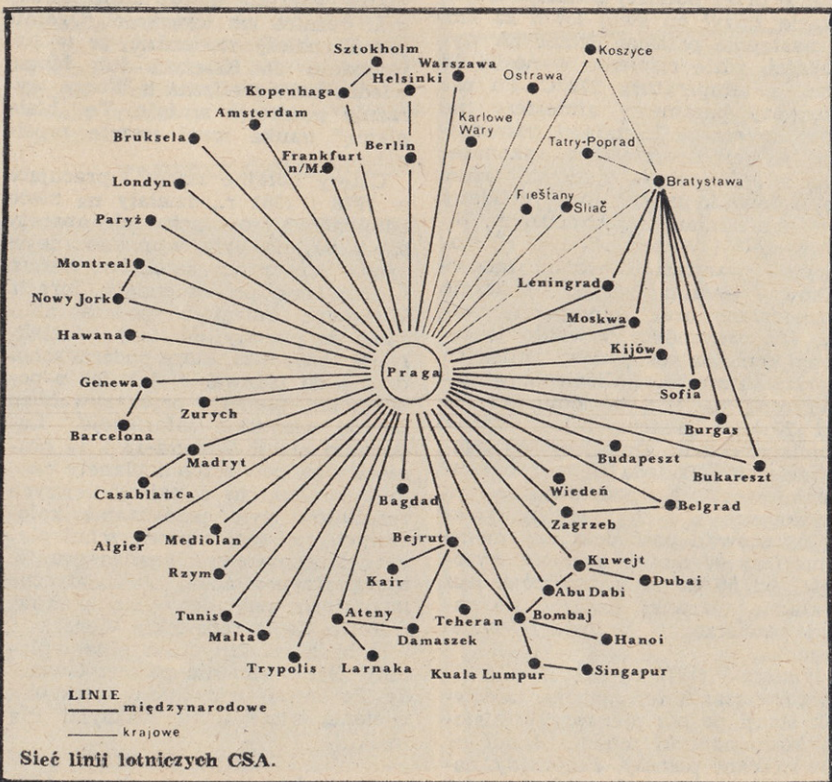 Sztokholm
Warszawa
Koszyce
Kopenhaga
Helsinki
Ostrawa
Amsterdam
Karlowe
Wary
Bruksela
Berlin
Tatry-Poprad
Frankfurt
n/M.
Londyn
Bratysława
Pieśťany
Sliač
Paryż
Montreal
Leningrad
Nowy Jork
Moskwa
Hawana
Kijów
Praga
Genewa
Zurych
Sofia
Barcelona
Burgas
Madryt
Budapeszt
Bukareszt
Casablanca
Wiedeń
Bagdad
Belgrad
Zagrzeb
Algier
Mediolan
Bejrut
Kuwejt
Rzym
Kair
Dubai
Abu Dabi
Tunis
Ateny
Teheran
Bombaj
Malta
Damaszek
Hanoi
Trypolis
Larnaka
Kuala Lumpur
Singapur
LINIE
międzynarodowe
krajowe
Sieć linii lotniczych CSA.